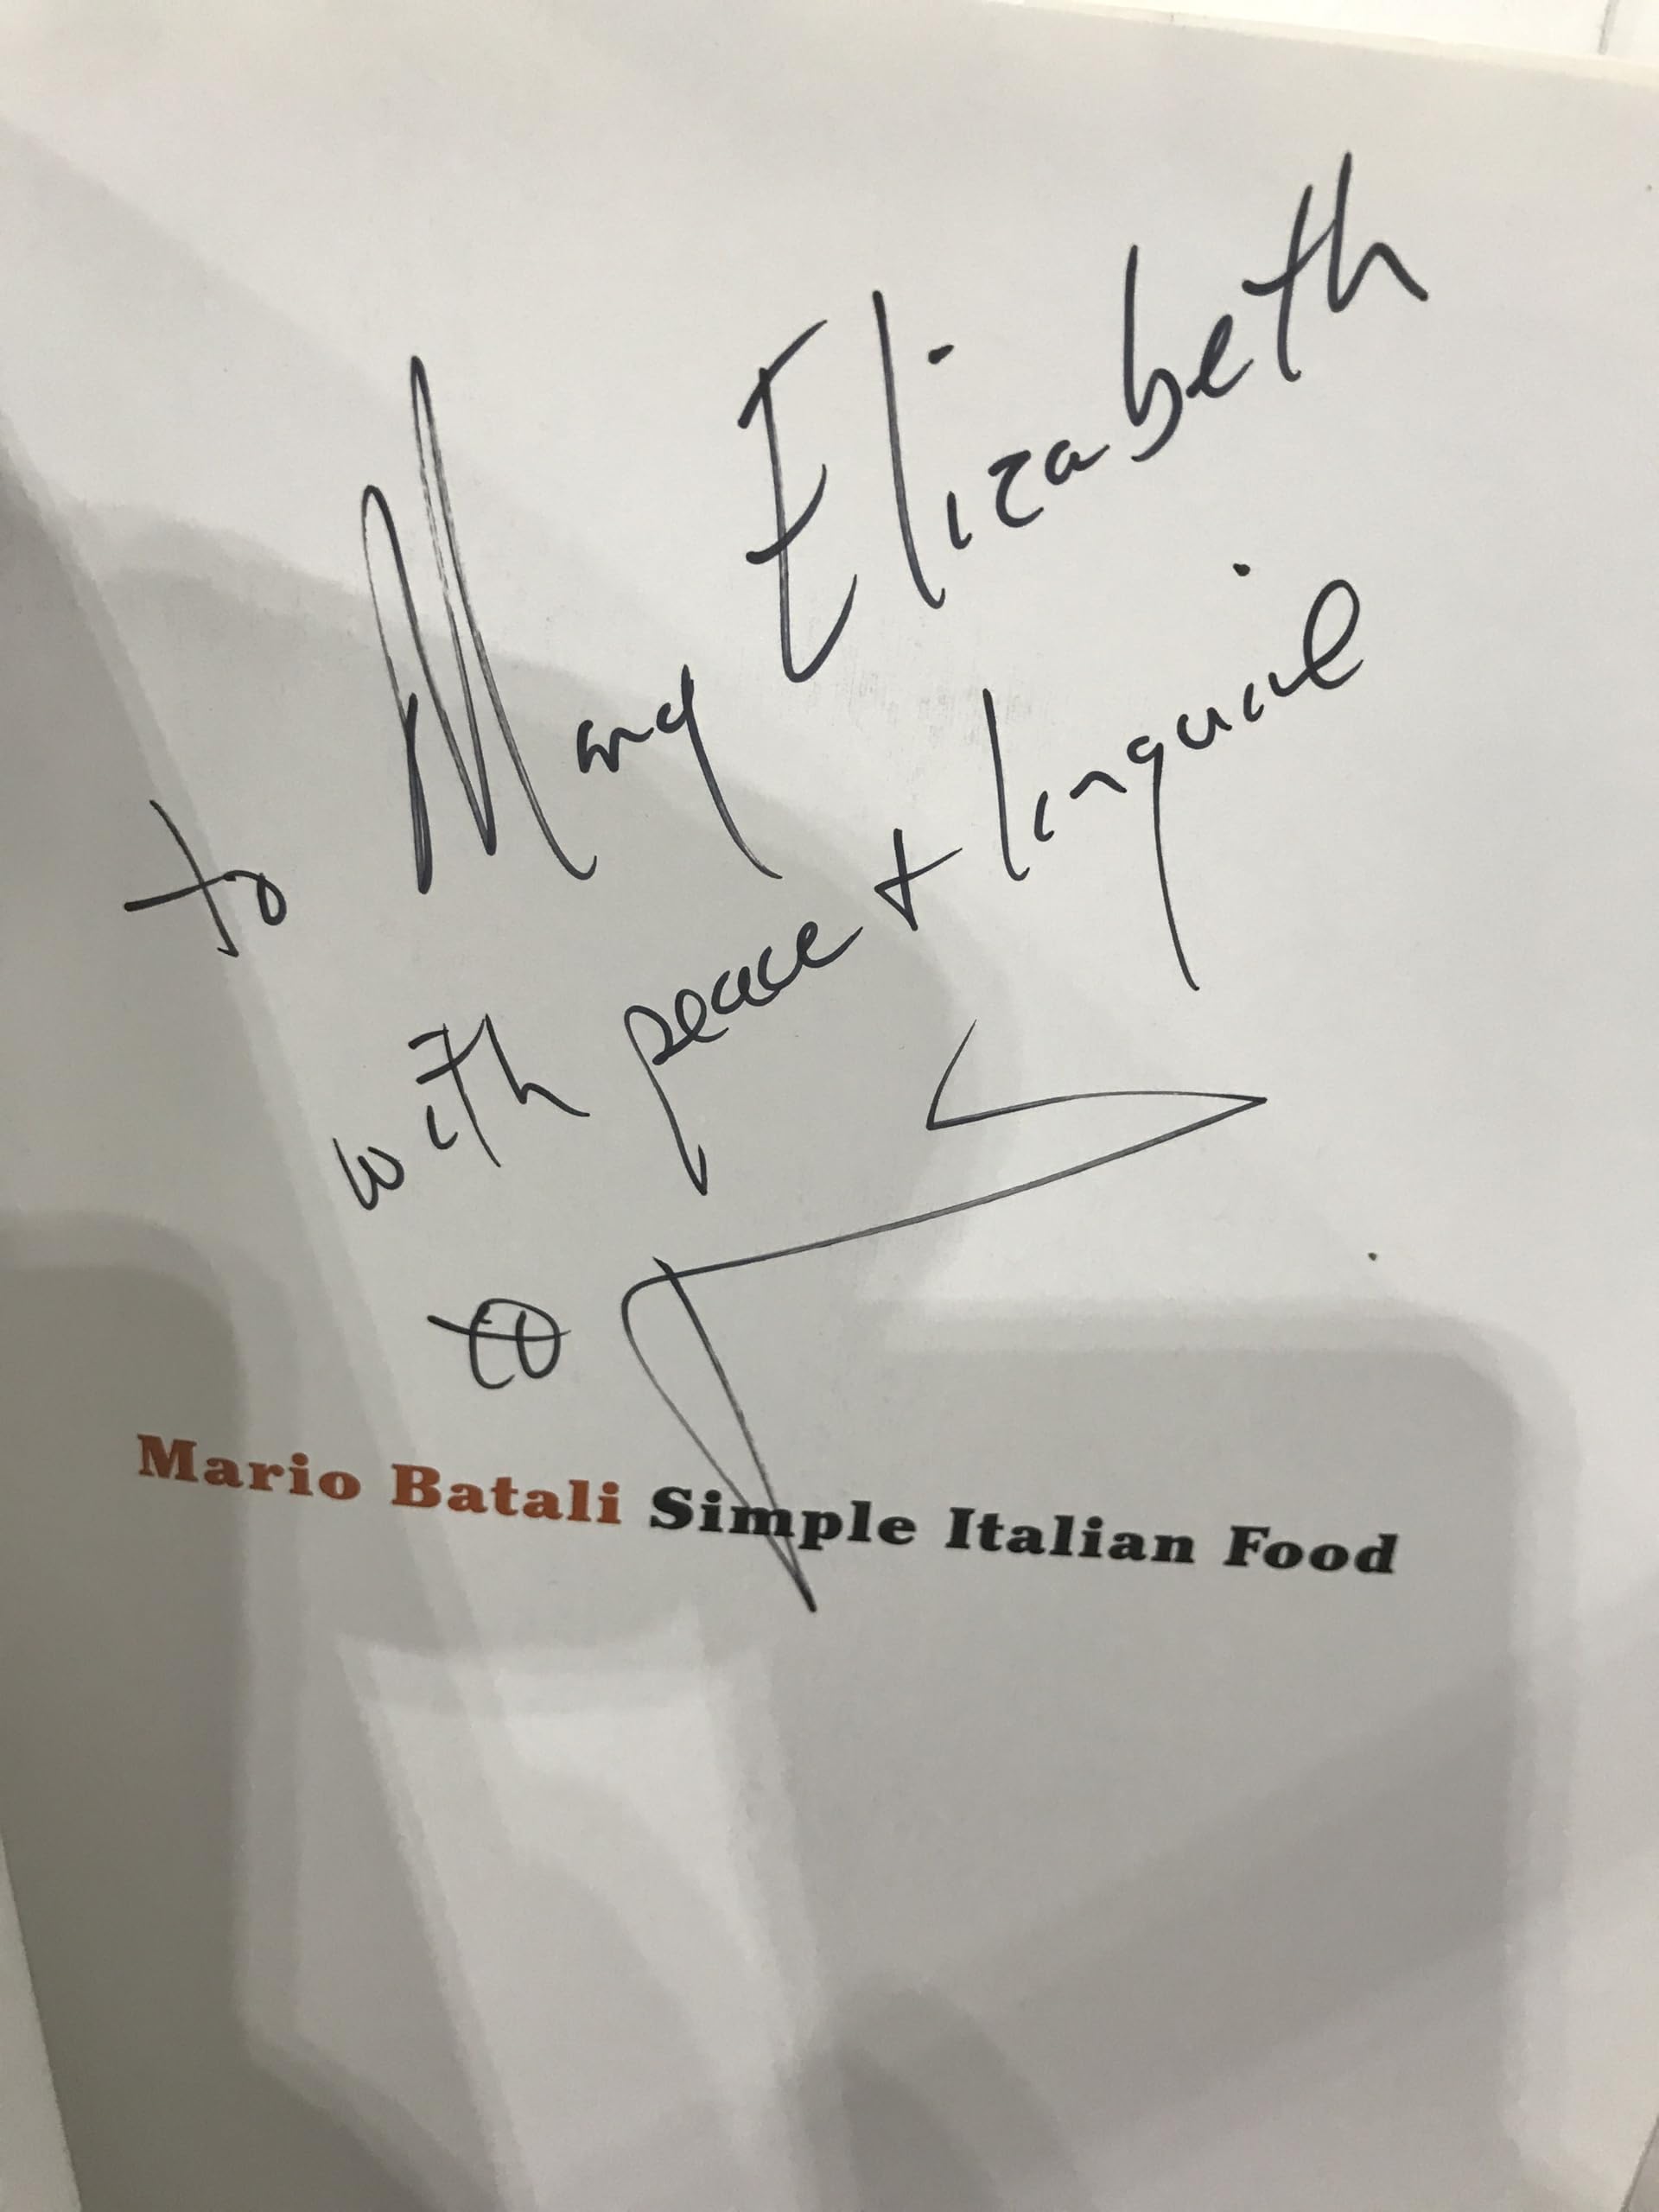 to Mary Elizabeth
with peace + linguine
Mario Batali Simple Italian Food